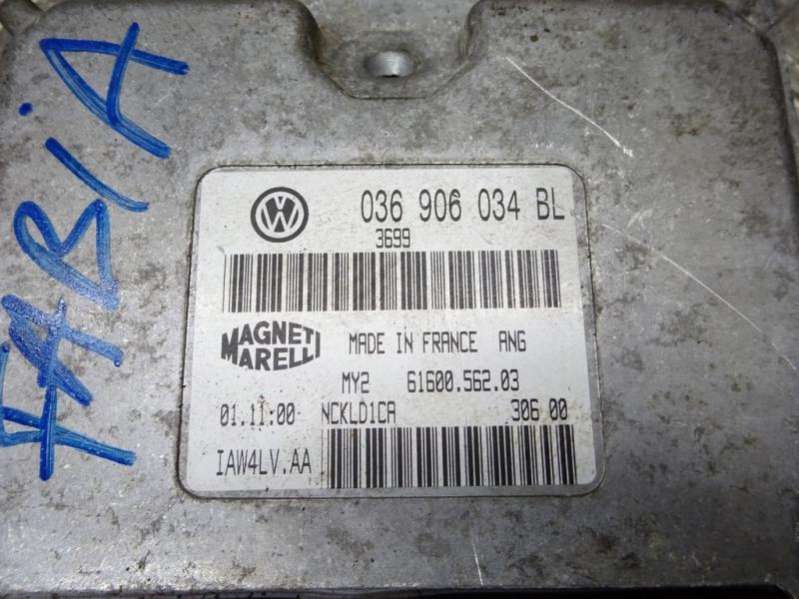 FABIA
036 906 034 BL
3699
MAGNETI MARELLI
MADE IN FRANCE ANG
MY2 61600.562.03
01.11:00 NCKLD1CA 306 00
IAW4LV.AA